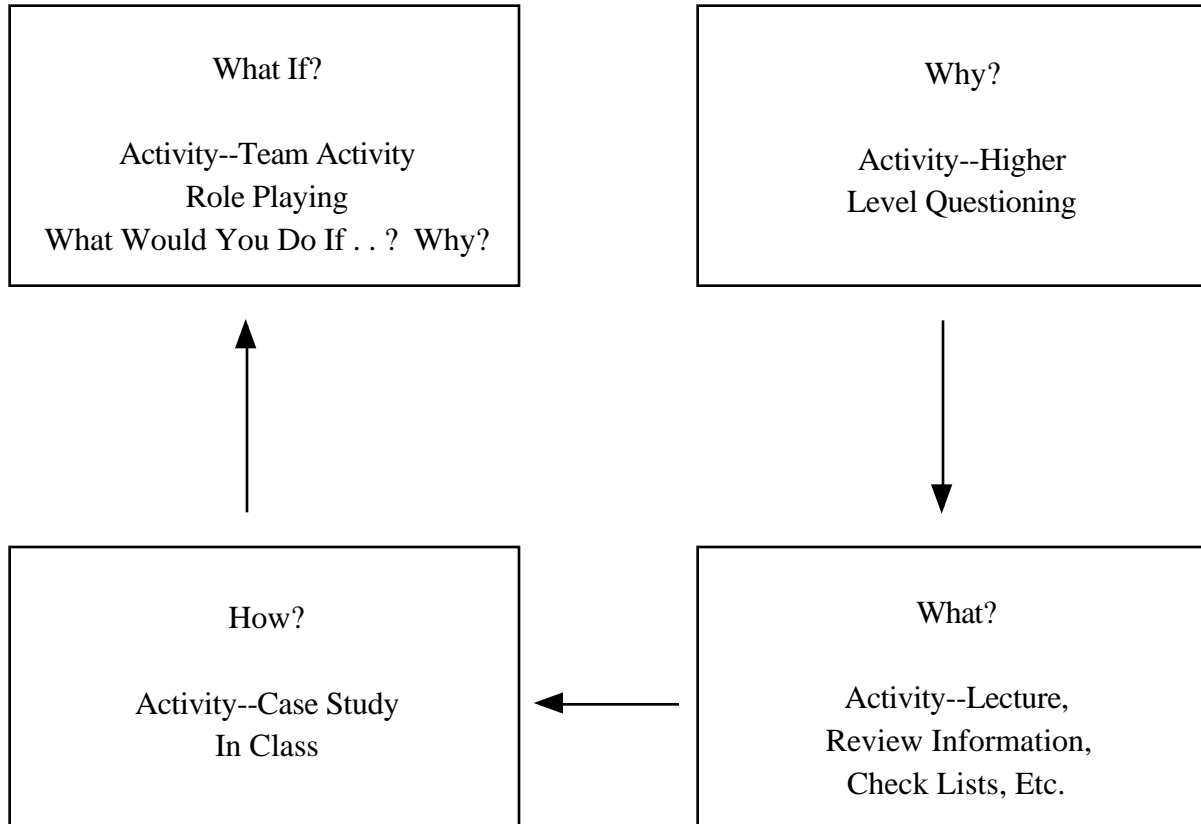 What If?
Activity--Team Activity
Role Playing
What Would You Do If . . ?  Why?
Why?
Activity--Higher
Level Questioning
How?
Activity--Case Study
In Class
What?
Activity--Lecture,
Review Information,
Check Lists, Etc.